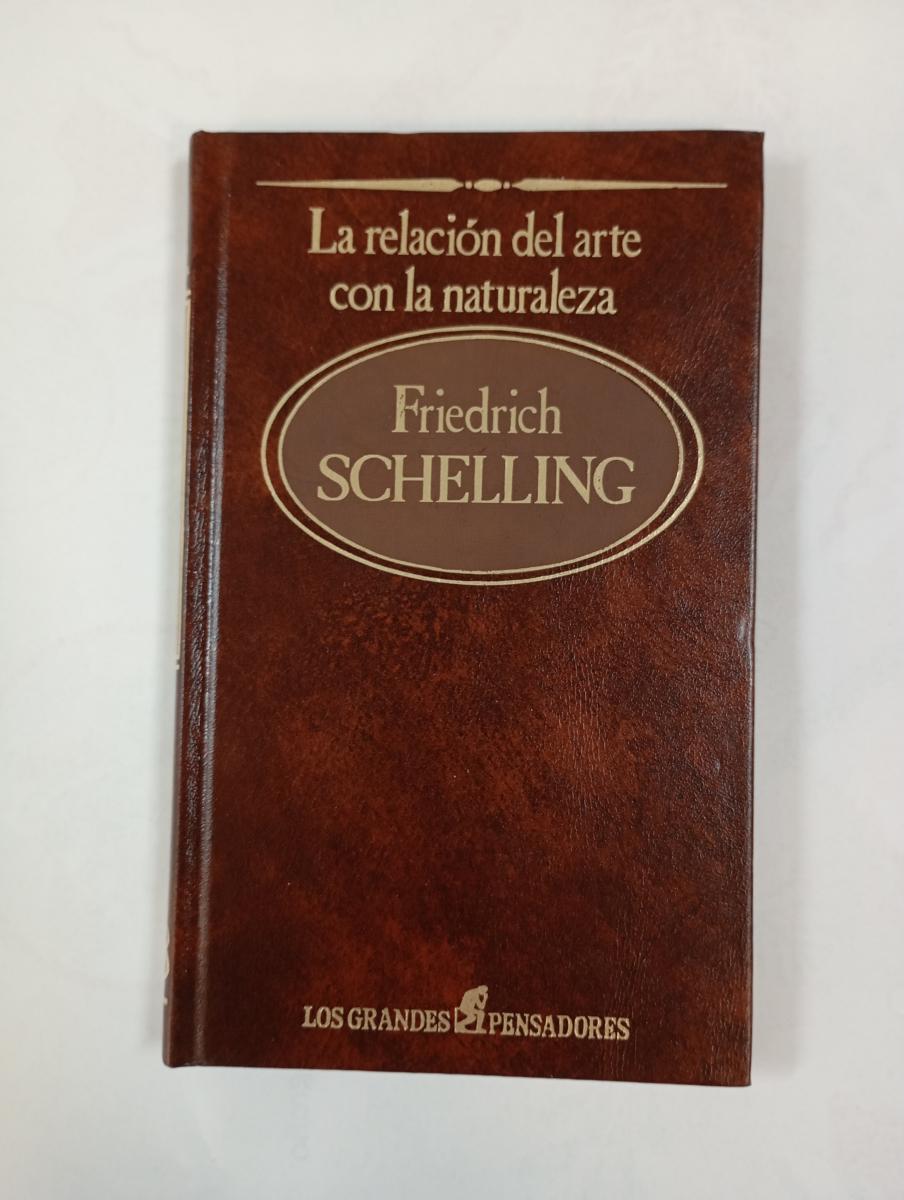 La relación del arte
con la naturaleza
Friedrich
SCHELLING
LOS GRANDES PENSADORES